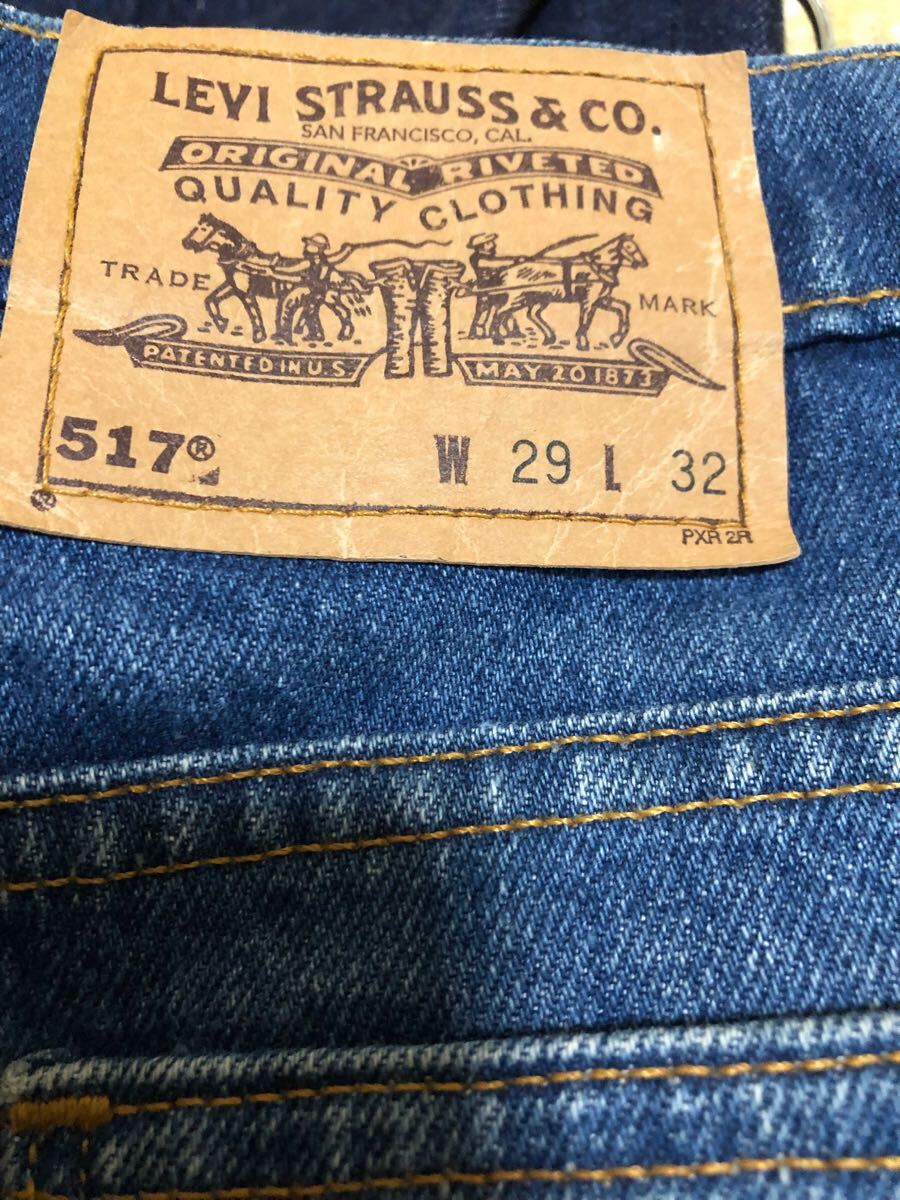 LEVI STRAUSS & CO.
SAN FRANCISCO, CAL.
ORIGINAL RIVETED
QUALITY CLOTHING
TRADE MARK
PATENTED IN U.S. MAY 20 1873
517® W 29 L 32
®
PXR 2R